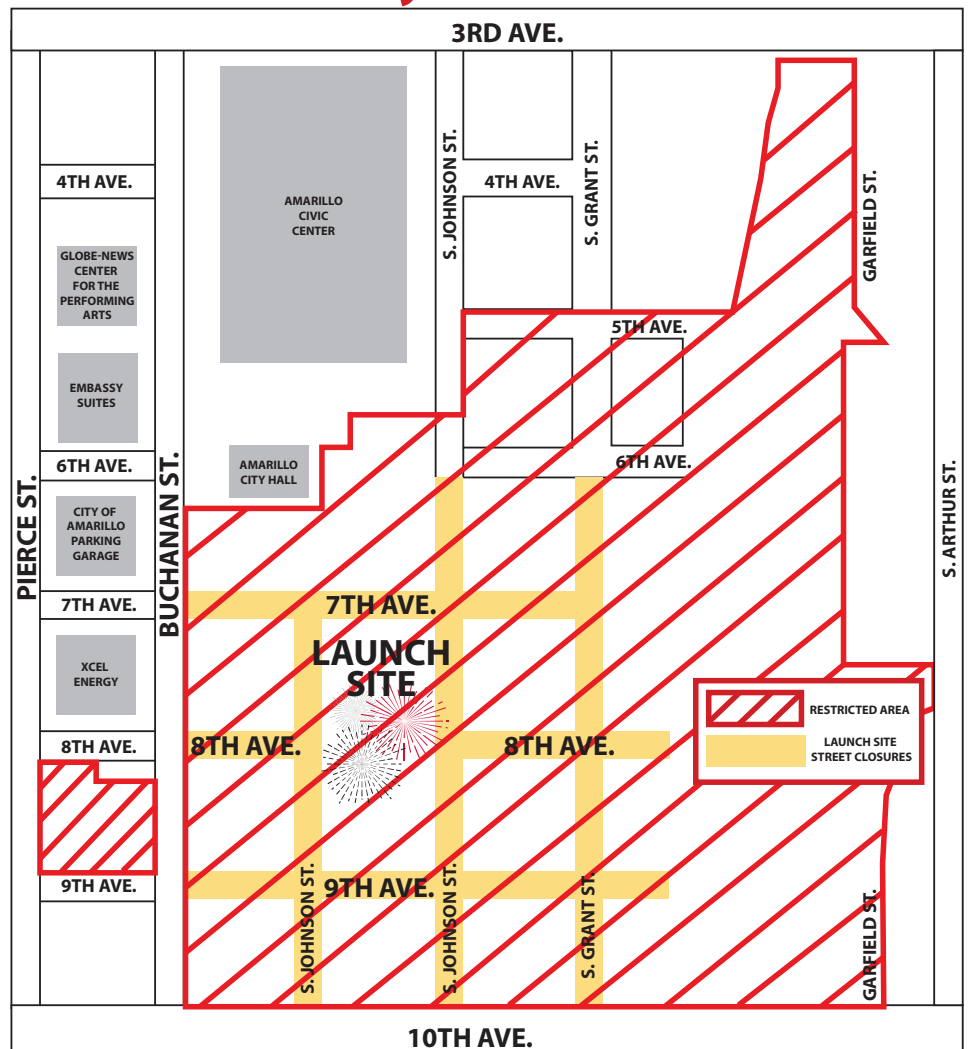 3RD AVE.
4TH AVE.
AMARILLO
CIVIC
CENTER
S. JOHNSON ST.
4TH AVE.
S. GRANT ST.
GARFIELD ST.
GLOBE-NEWS
CENTER
FOR THE
PERFORMING
ARTS
5TH AVE.
EMBASSY
SUITES
6TH AVE.
AMARILLO
CITY HALL
6TH AVE.
PIERCE ST.
BUCHANAN ST.
S. ARTHUR ST.
CITY OF
AMARILLO
PARKING
GARAGE
7TH AVE.
7TH AVE.
LAUNCH
SITE
XCEL
ENERGY
RESTRICTED AREA
LAUNCH SITE
STREET CLOSURES
8TH AVE.
8TH AVE.
8TH AVE.
9TH AVE.
9TH AVE.
S. JOHNSON ST.
S. JOHNSON ST.
S. GRANT ST.
GARFIELD ST.
10TH AVE.